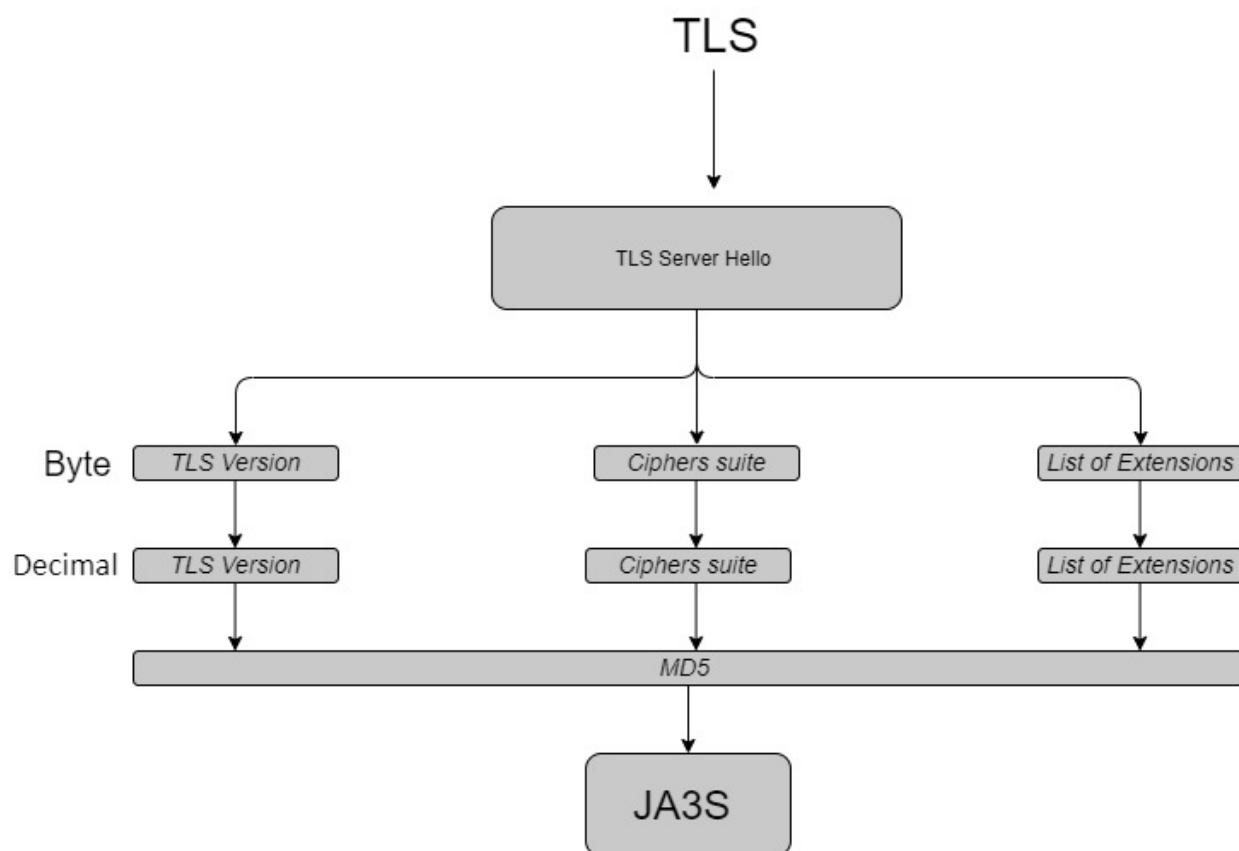 TLS
TLS Server Hello
Byte
TLS Version
Ciphers suite
List of Extensions
Decimal
TLS Version
Ciphers suite
List of Extensions
MD5
JA3S